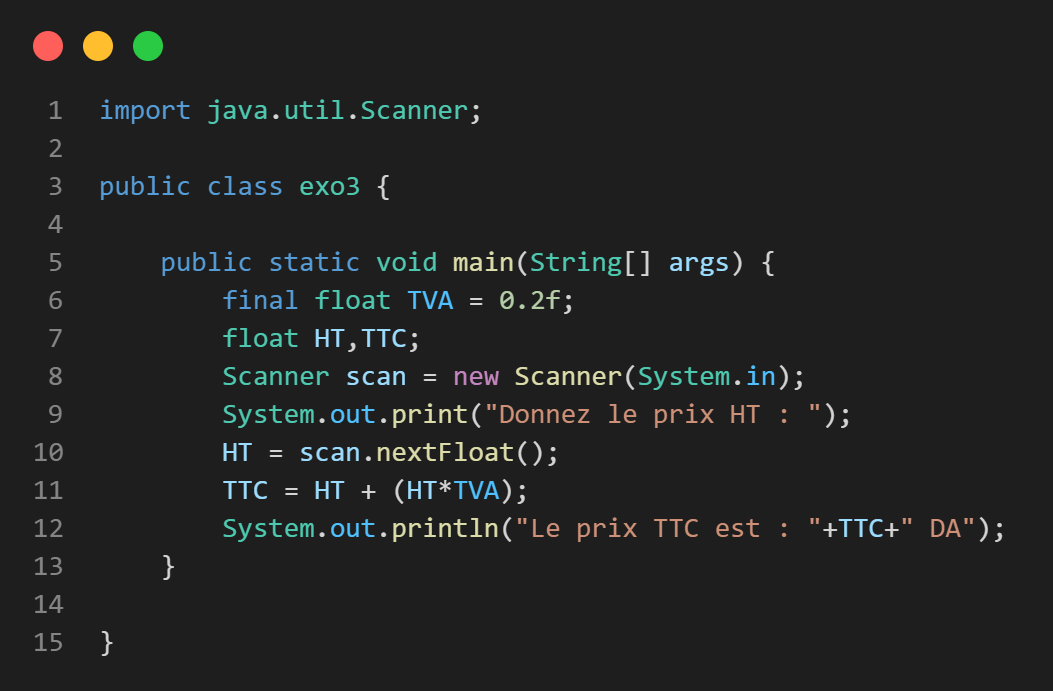 1 import java.util.Scanner;
2
3 public class exo3 {
4
5     public static void main(String[] args) {
6         final float TVA = 0.2f;
7         float HT,TTC;
8         Scanner scan = new Scanner(System.in);
9         System.out.print("Donnez le prix HT : ");
10         HT = scan.nextFloat();
11         TTC = HT + (HT*TVA);
12         System.out.println("Le prix TTC est : "+TTC+" DA");
13     }
14
15 }